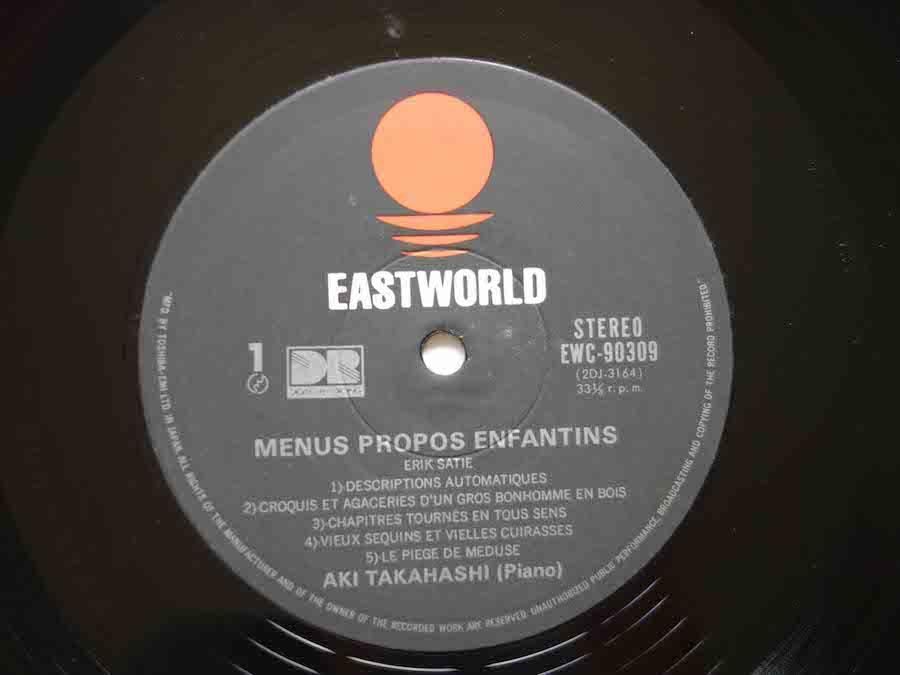 EASTWORLD
1
DR
STEREO
EWC-90309
(2DJ-3164)
33⅓ r.p.m.
MENUS PROPOS ENFANTINS
ERIK SATIE
1)-DESCRIPTIONS AUTOMATIQUES
2)-CROQUIS ET AGACERIES D'UN GROS BONHOMME EN BOIS
3)-CHAPITRES TOURNÉS EN TOUS SENS
4)-VIEUX SEQUINS ET VIELLES CUIRASSES
5)-LE PIEGE DE MEDUSE
AKI TAKAHASHI (Piano)
"MFD BY TOSHIBA-EMI LTD. IN JAPAN. ALL RIGHTS OF THE MANUFACTURER AND OF THE OWNER OF THE RECORDED WORK ARE RESERVED. UNAUTHORIZED PUBLIC PERFORMANCE, BROADCASTING AND COPYING OF THE RECORD PROHIBITED."